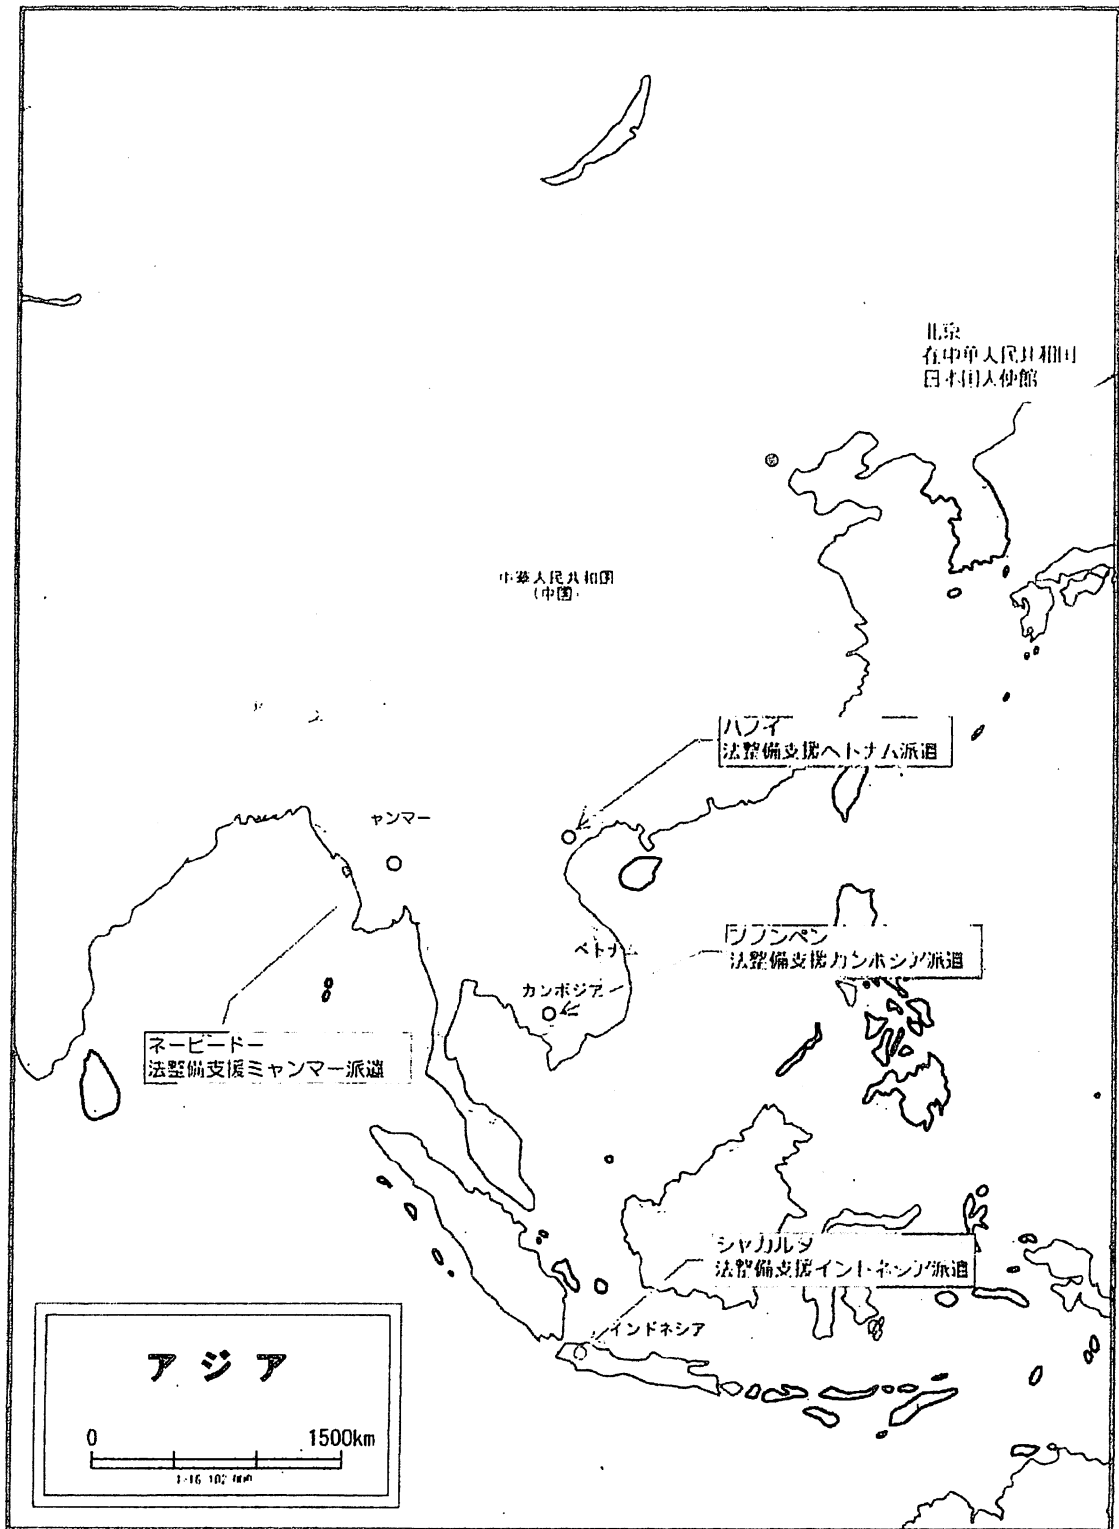 北京
在中華人民共和国
日本国大使館
中華人民共和国
(中国)
ハノイ
法整備支援ベトナム派遣
ャンマー
ベトナ
プノンペン
法整備支援カンボジア派遣
カンボジア
ネーピードー
法整備支援ミャンマー派遣
ジャカルタ
法整備支援インドネシア派遣
インドネシア
アジア
0 1500km